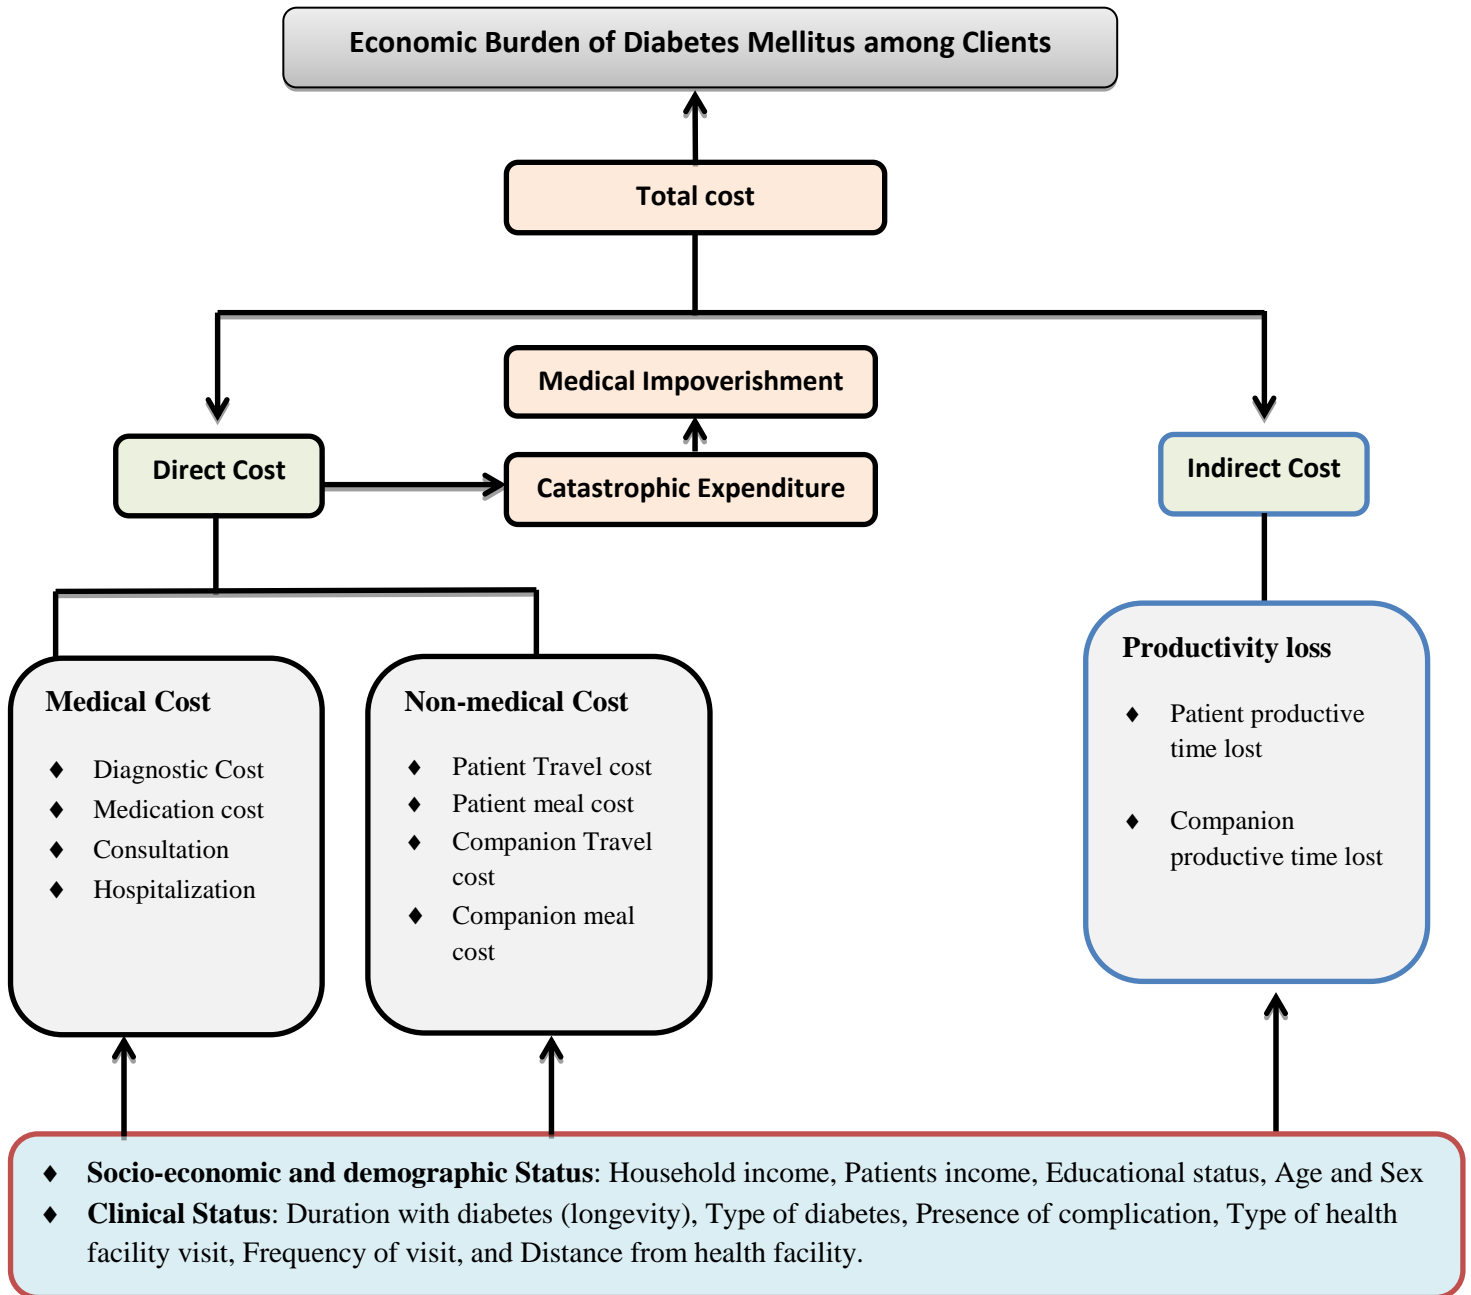 Economic Burden of Diabetes Mellitus among Clients
Total cost
Medical Impoverishment
Direct Cost
Catastrophic Expenditure
Indirect Cost
Medical Cost
♦ Diagnostic Cost
♦ Medication cost
♦ Consultation
♦ Hospitalization
Non-medical Cost
♦ Patient Travel cost
♦ Patient meal cost
♦ Companion Travel
cost
♦ Companion meal
cost
Productivity loss
♦ Patient productive
time lost
♦ Companion
productive time lost
♦ Socio-economic and demographic Status: Household income, Patients income, Educational status, Age and Sex
♦ Clinical Status: Duration with diabetes (longevity), Type of diabetes, Presence of complication, Type of health
facility visit, Frequency of visit, and Distance from health facility.